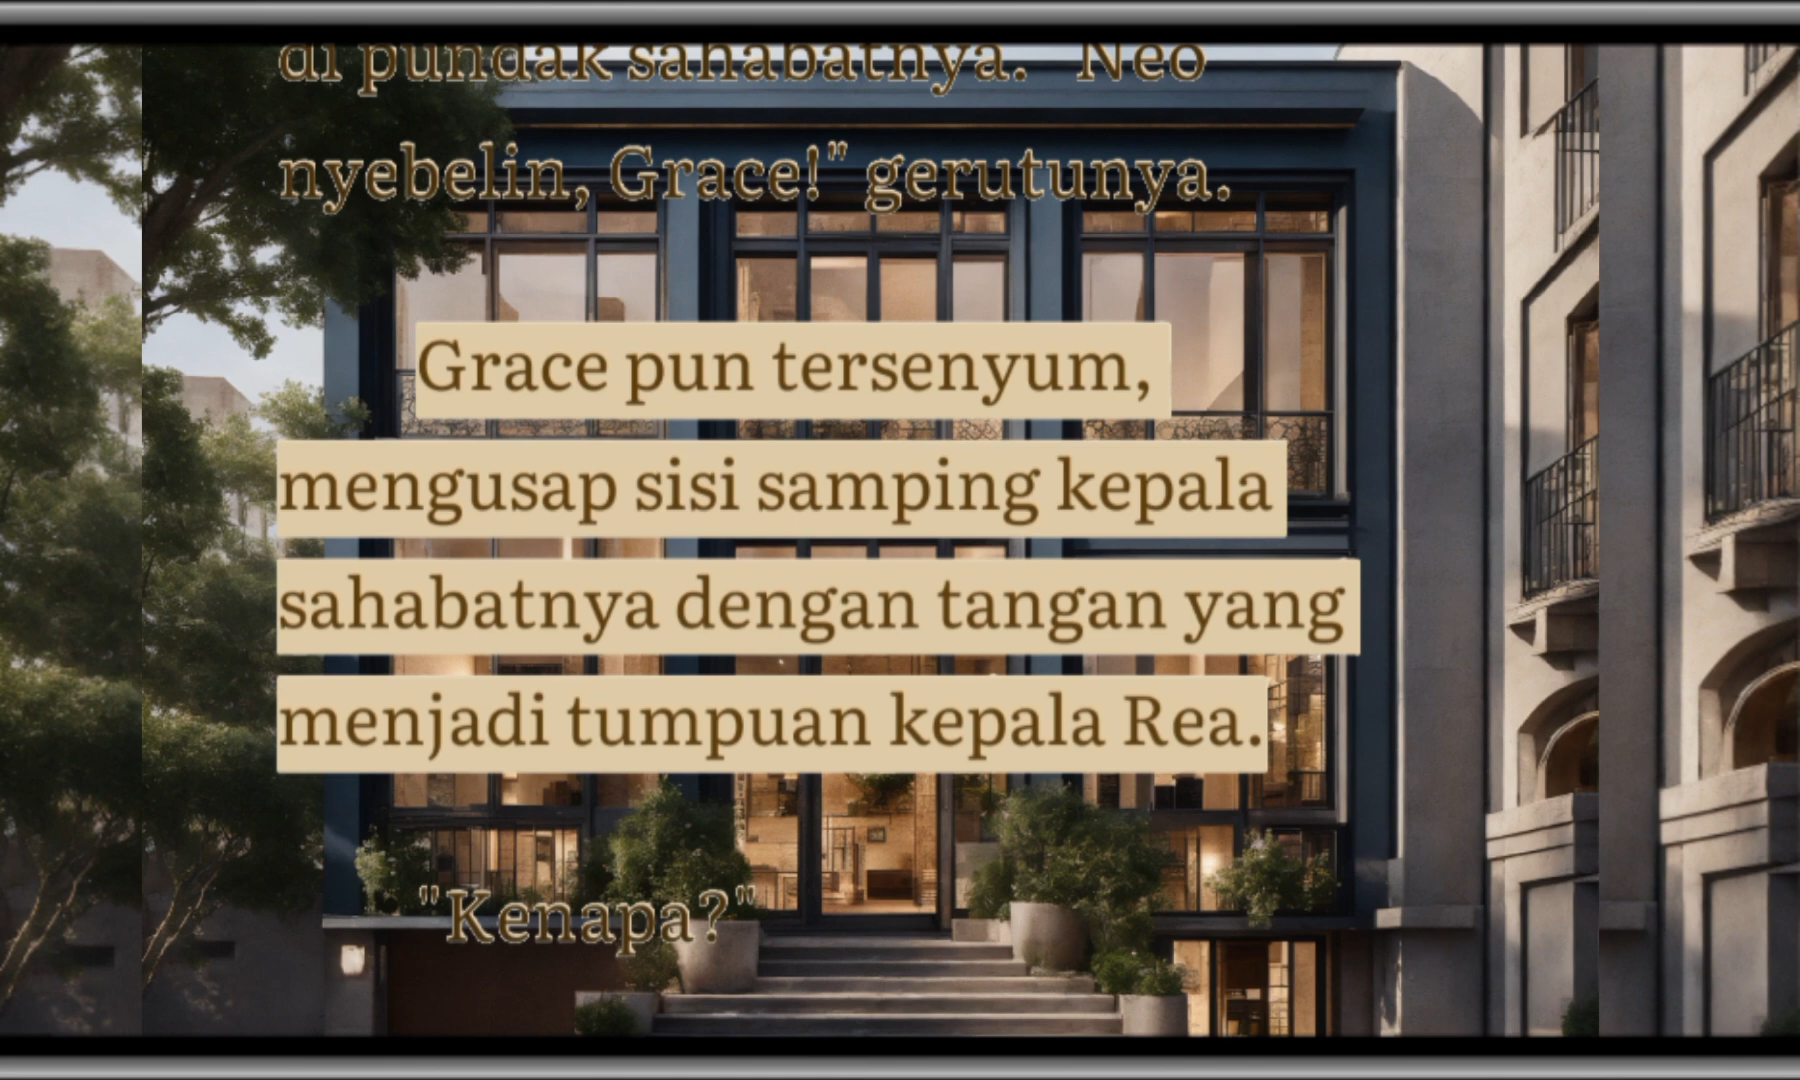 di pundak sahabatnya. "Neo
nyebelin, Grace!" gerutunya.
Grace pun tersenyum,
mengusap sisi samping kepala
sahabatnya dengan tangan yang
menjadi tumpuan kepala Rea.
"Kenapa?"